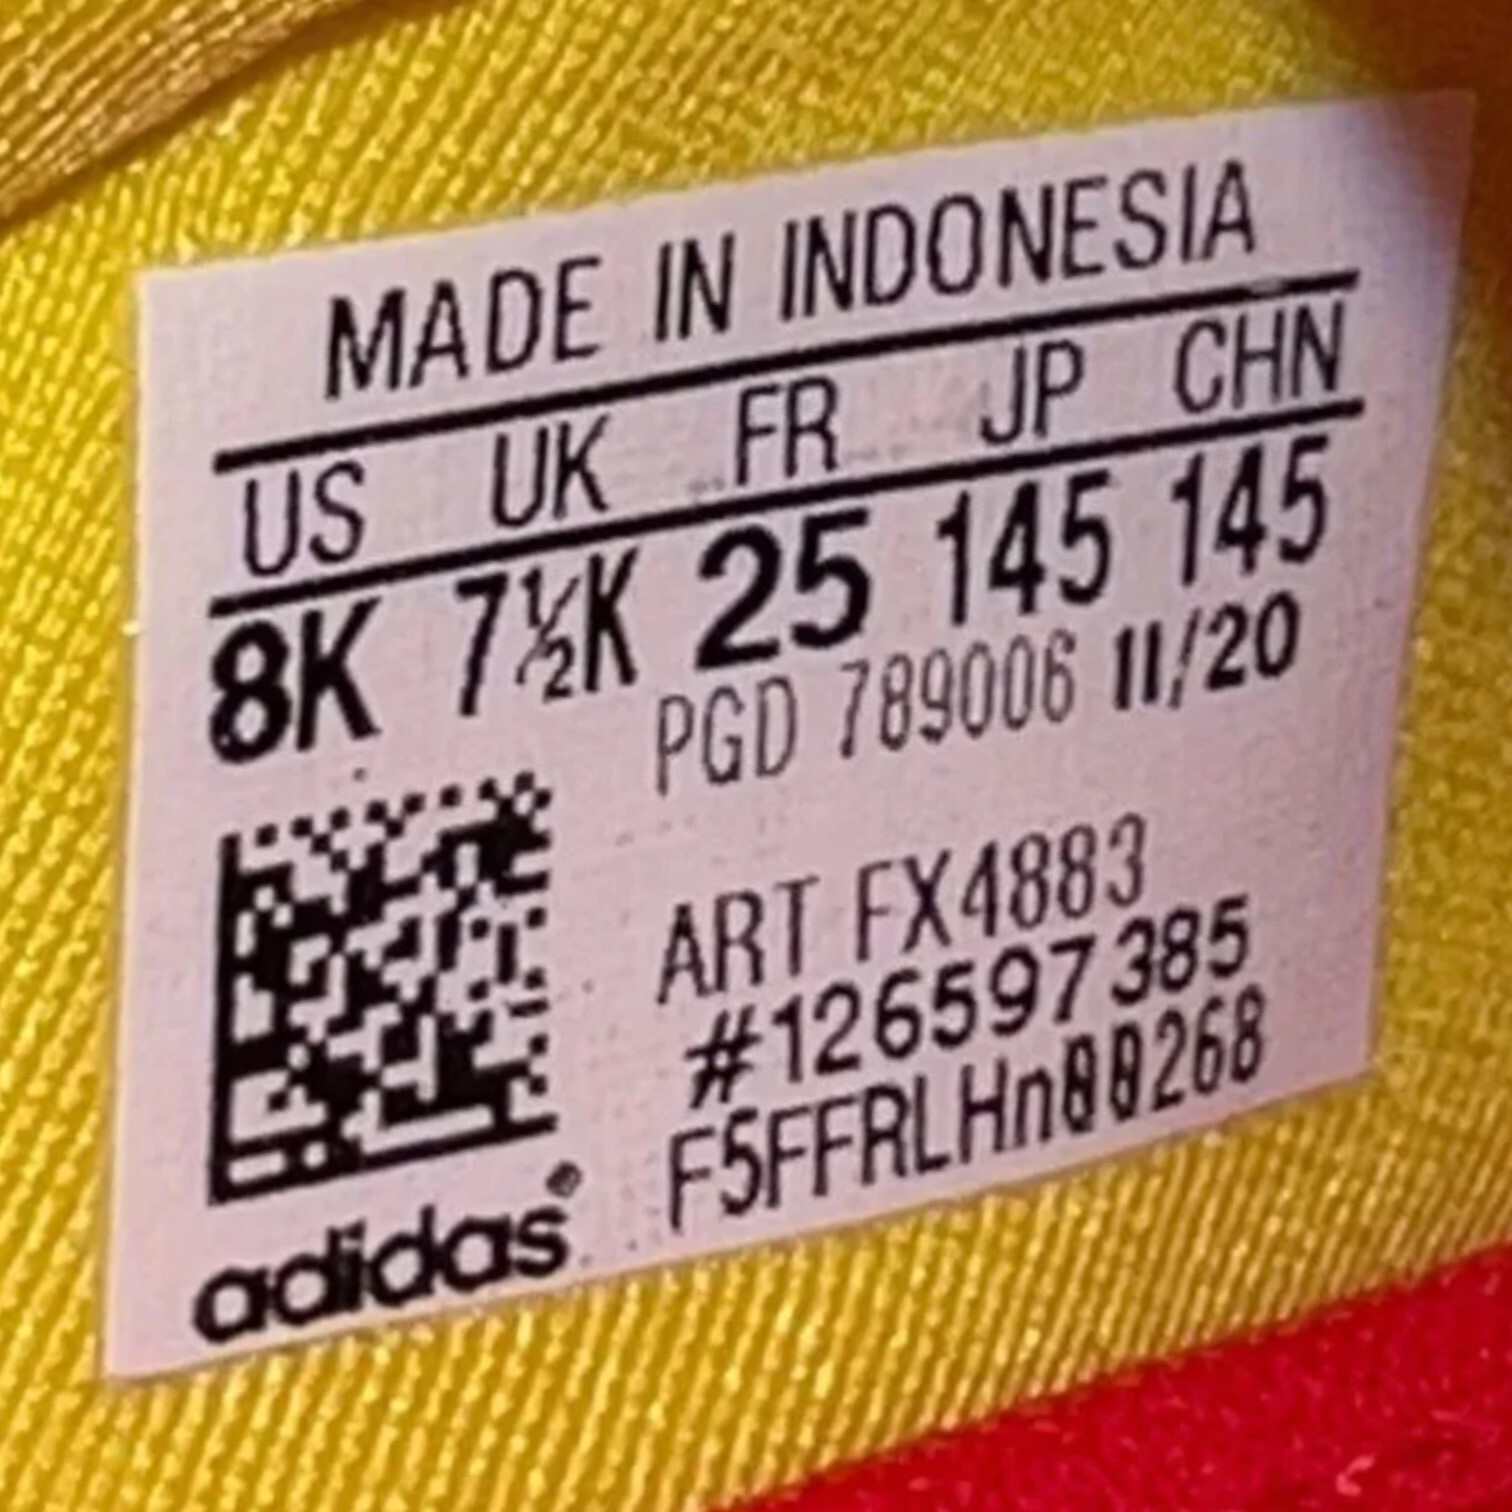 MADE IN INDONESIA
US UK FR JP CHN
8K 7½K 25 145 145
PGD 789006 11/20
ART FX4883
#126597385
F5FFRLHn00268
adidas®